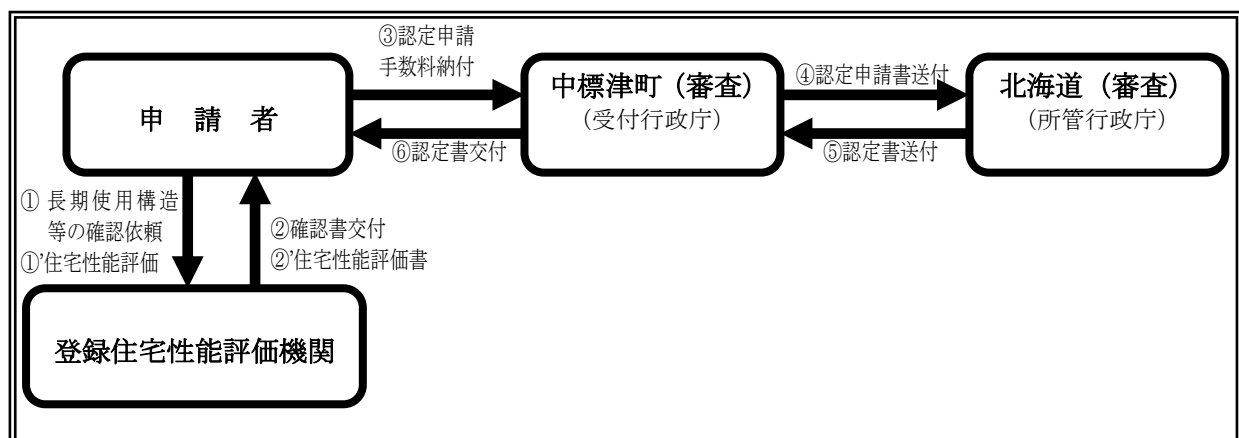 ③認定申請
手数料納付
申 請 者
中標津町（審査）
(受付行政庁)
④認定申請書送付
北海道（審査）
(所管行政庁)
⑥認定書交付
⑤認定書送付
① 長期使用構造
等の確認依頼
①'住宅性能評価
②確認書交付
②'住宅性能評価書
登録住宅性能評価機関